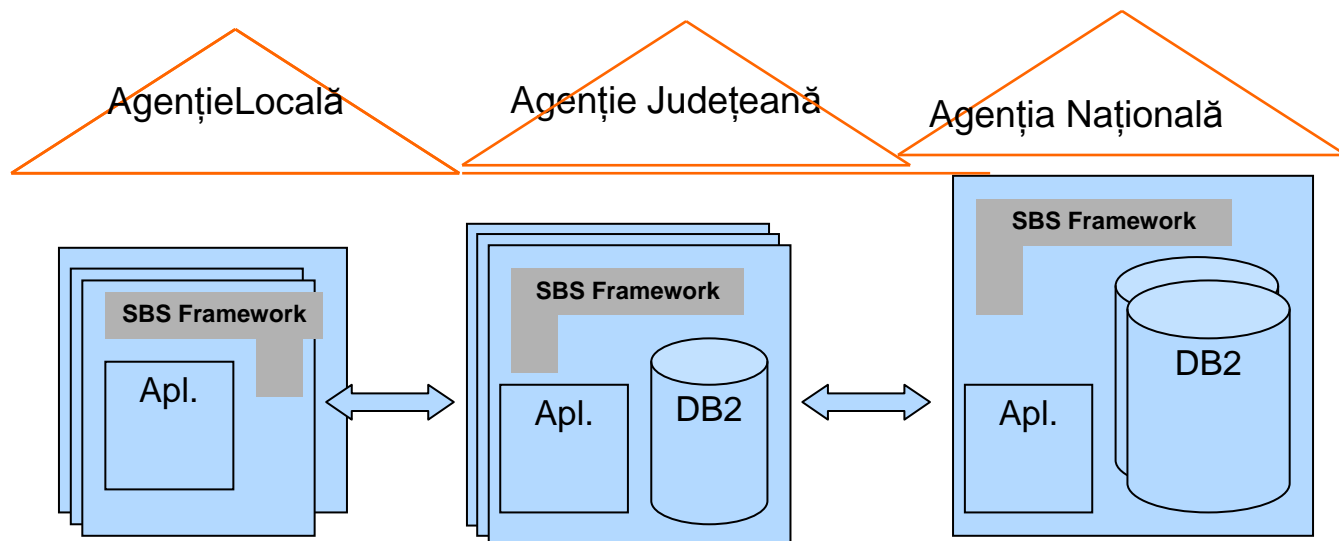 AgențieLocală
Agenție Județeană
Agenția Națională
SBS Framework
Apl.
SBS Framework
Apl.
DB2
SBS Framework
Apl.
DB2